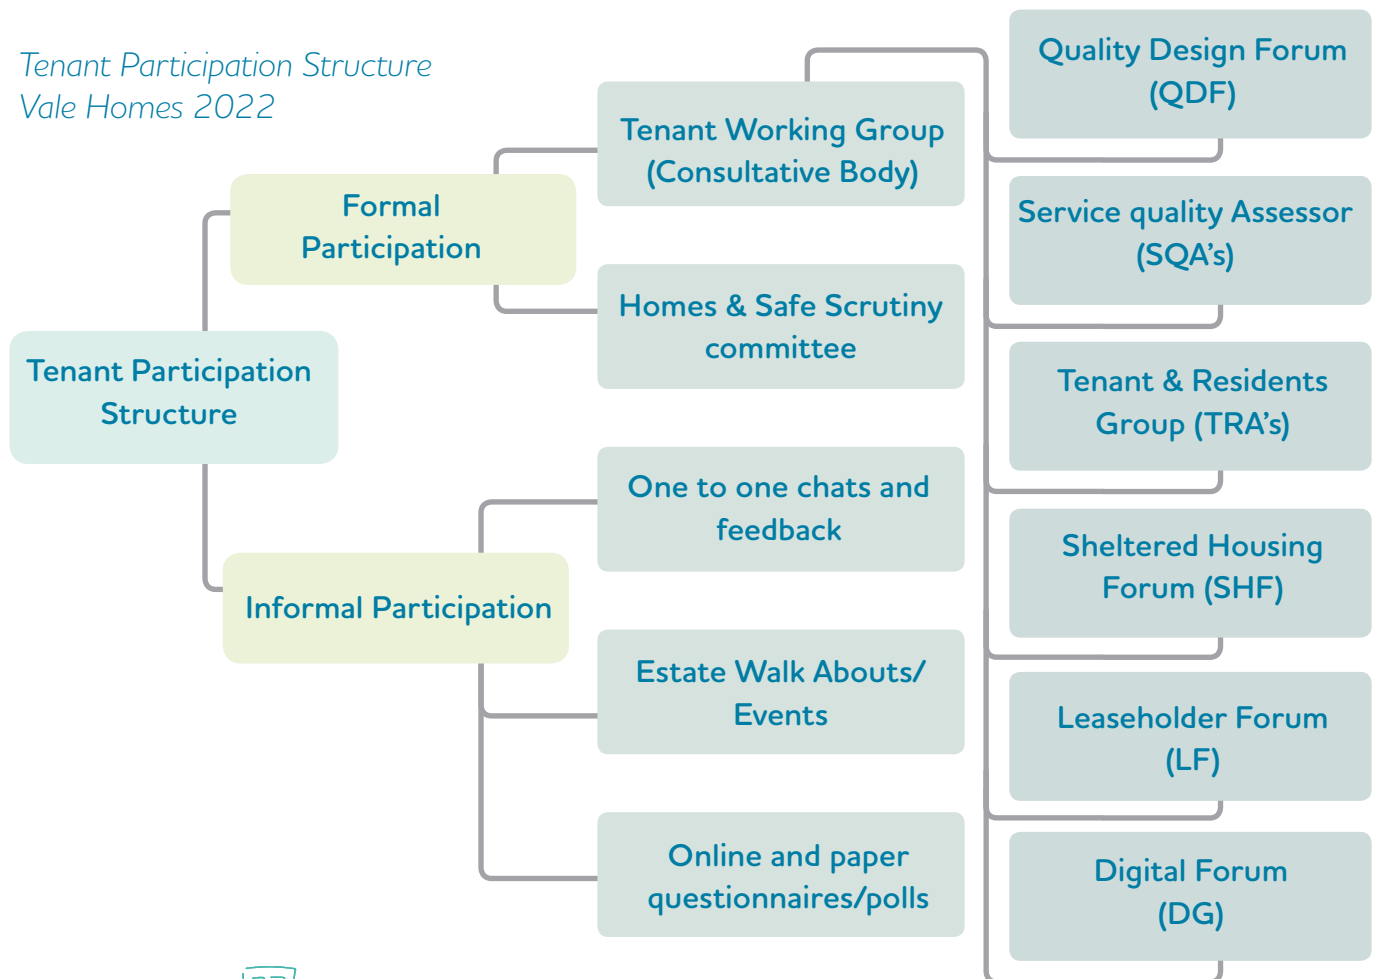 Tenant Participation Structure
Vale Homes 2022
Tenant Participation
Structure
Formal
Participation
Informal Participation
Tenant Working Group
(Consultative Body)
Homes & Safe Scrutiny
committee
One to one chats and
feedback
Estate Walk Abouts/
Events
Online and paper
questionnaires/polls
Quality Design Forum
(QDF)
Service quality Assessor
(SQA’s)
Tenant & Residents
Group (TRA’s)
Sheltered Housing
Forum (SHF)
Leaseholder Forum
(LF)
Digital Forum
(DG)